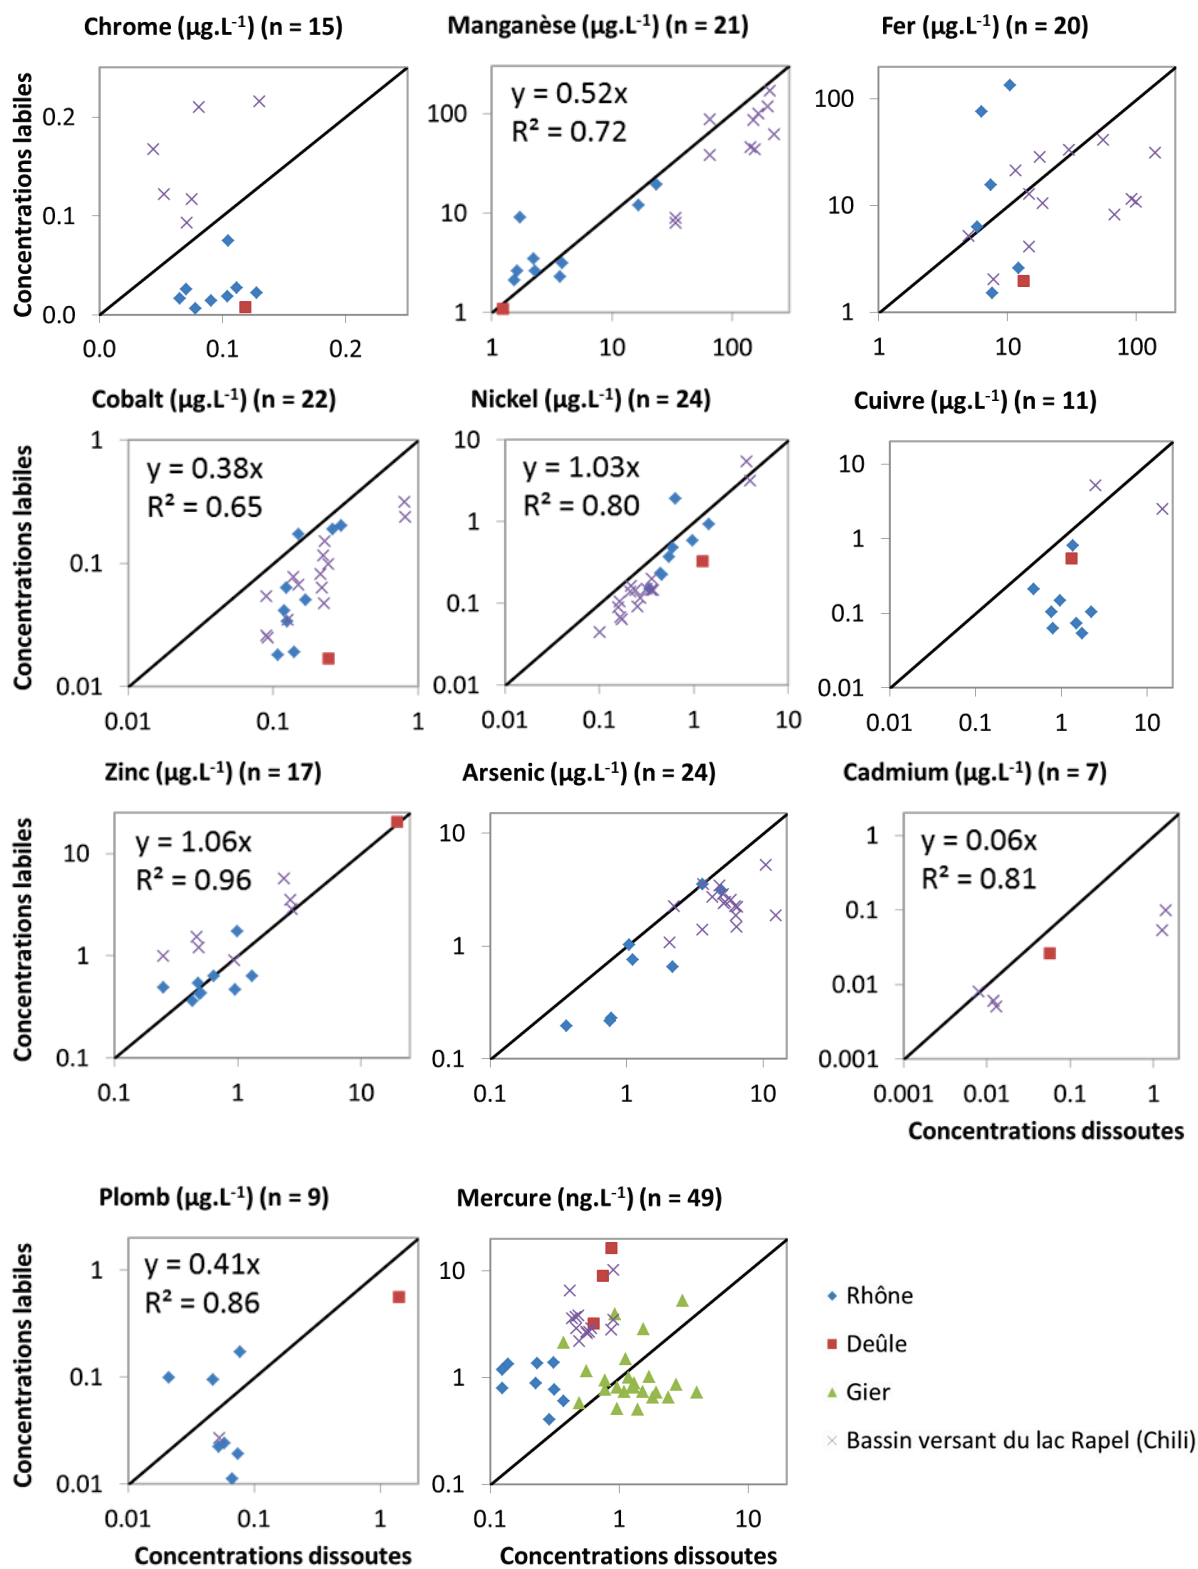 Chrome (µg.L-1) (n = 15)
Manganèse (µg.L-1) (n = 21)
Fer (µg.L-1) (n = 20)
Concentrations labiles
0.2
0.1
0.0
0.0
0.1
0.2
y = 0.52x
R² = 0.72
100
10
1
1
10
100
100
10
1
1
10
100
Cobalt (µg.L-1) (n = 22)
Nickel (µg.L-1) (n = 24)
Cuivre (µg.L-1) (n = 11)
Concentrations labiles
y = 0.38x
R² = 0.65
1
0.1
0.01
0.01
0.1
1
y = 1.03x
R² = 0.80
10
1
0.1
0.01
0.01
0.1
1
10
10
1
0.1
0.01
0.01
0.1
1
10
Zinc (µg.L-1) (n = 17)
Arsenic (µg.L-1) (n = 24)
Cadmium (µg.L-1) (n = 7)
Concentrations labiles
y = 1.06x
R² = 0.96
10
1
0.1
0.1
1
10
10
1
0.1
0.1
1
10
y = 0.06x
R² = 0.81
1
0.1
0.01
0.001
0.001
0.01
0.1
1
Concentrations dissoutes
Plomb (µg.L-1) (n = 9)
Mercure (ng.L-1) (n = 49)
Concentrations labiles
y = 0.41x
R² = 0.86
1
0.1
0.01
0.01
0.1
1
Concentrations dissoutes
10
1
0.1
0.1
1
10
Concentrations dissoutes
Rhône
Deûle
Gier
Bassin versant du lac Rapel (Chili)